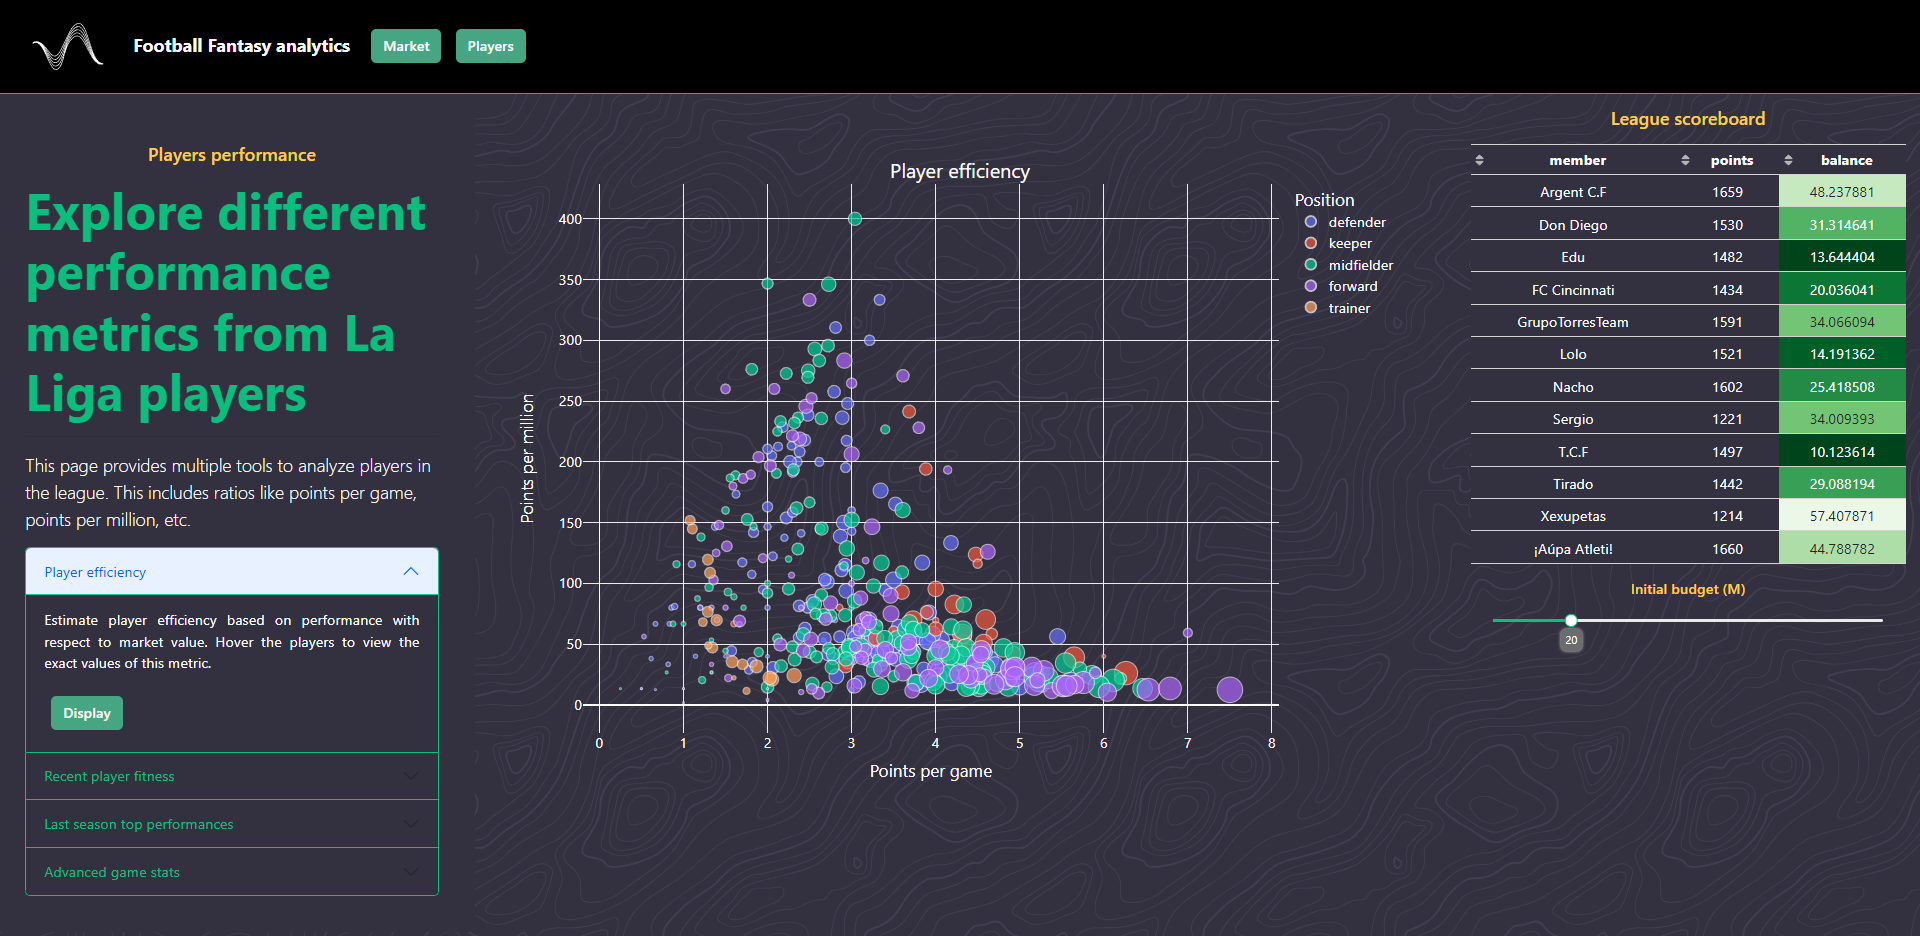 Football Fantasy analytics
Market
Players
Players performance
Explore different
performance
metrics from La
Liga players
This page provides multiple tools to analyze players in
the league. This includes ratios like points per game,
points per million, etc.
Player efficiency
Estimate player efficiency based on performance with
respect to market value. Hover the players to view the
exact values of this metric.
Display
Recent player fitness
Last season top performances
Advanced game stats
Player efficiency
Points per million
400
350
300
250
200
150
100
50
0
0 1 2 3 4 5 6 7 8
Points per game
Position
defender
keeper
midfielder
forward
trainer
League scoreboard
member points balance
Argent C.F 1659 48.237881
Don Diego 1530 31.314641
Edu 1482 13.644404
FC Cincinnati 1434 20.036041
GrupoTorresTeam 1591 34.066094
Lolo 1521 14.191362
Nacho 1602 25.418508
Sergio 1221 34.009393
T.C.F 1497 10.123614
Tirado 1442 29.088194
Xexupetas 1214 57.407871
¡Aúpa Atleti! 1660 44.788782
Initial budget (M)
20